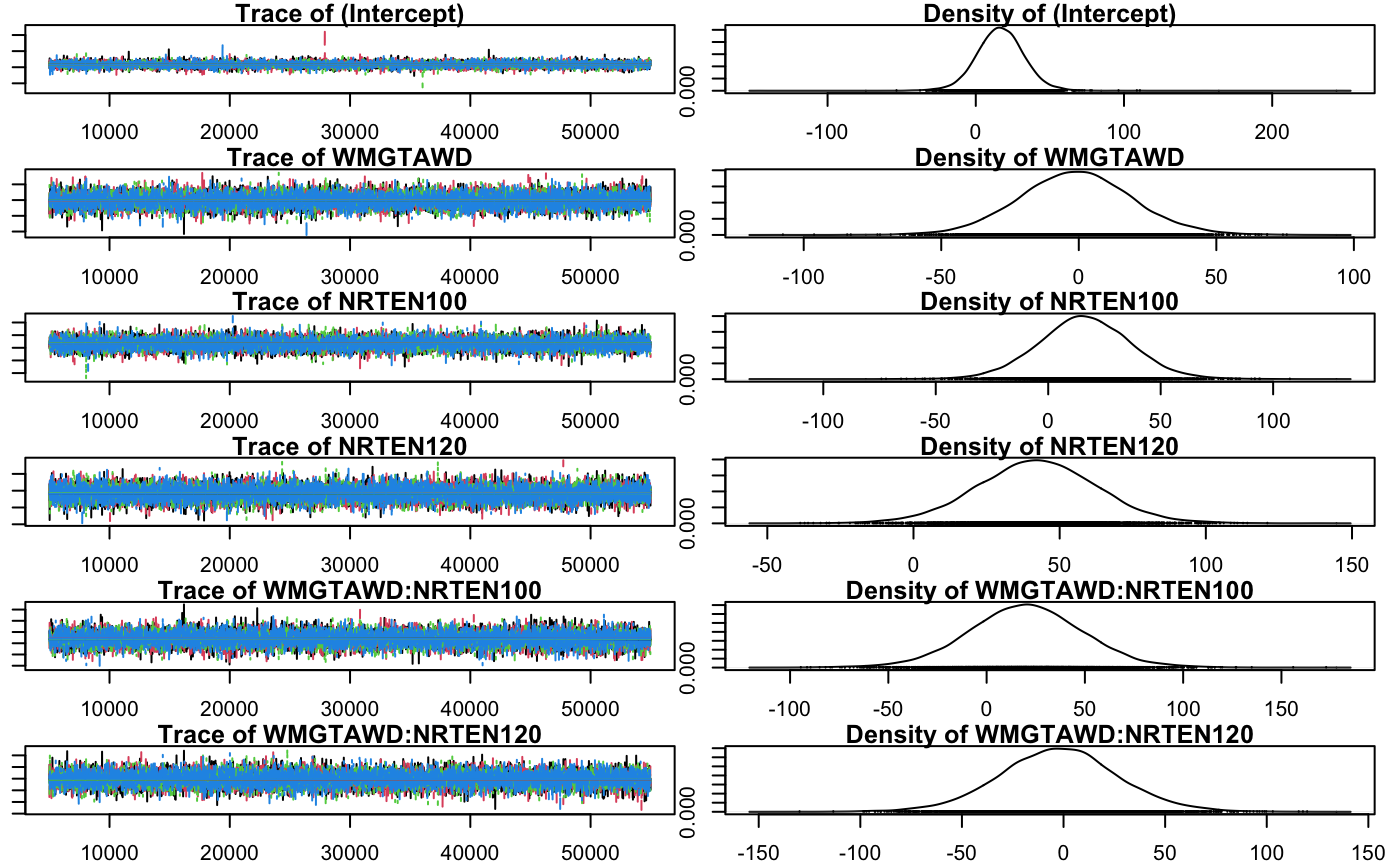 Trace of (Intercept) Density of (Intercept)
0.000
10000 20000 30000 40000 50000 -100 0 100 200
Trace of WMGTAWD Density of WMGTAWD
0.000
10000 20000 30000 40000 50000 -100 -50 0 50 100
Trace of NRTEN100 Density of NRTEN100
0.000
10000 20000 30000 40000 50000 -100 -50 0 50 100
Trace of NRTEN120 Density of NRTEN120
0.000
10000 20000 30000 40000 50000 -50 0 50 100 150
Trace of WMGTAWD:NRTEN100 Density of WMGTAWD:NRTEN100
0.000
10000 20000 30000 40000 50000 -100 -50 0 50 100 150
Trace of WMGTAWD:NRTEN120 Density of WMGTAWD:NRTEN120
0.000
10000 20000 30000 40000 50000 -150 -100 -50 0 50 100 150